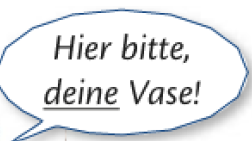 Hier bitte,
deine Vase!